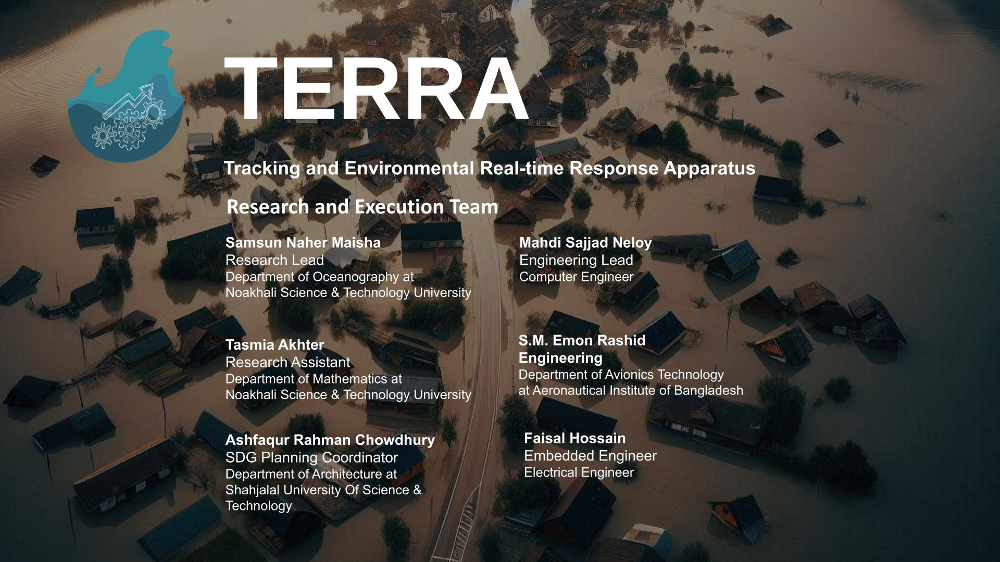 TERRA
Tracking and Environmental Real-time Response Apparatus
Research and Execution Team
Samsun Naher Maisha
Research Lead
Department of Oceanography at
Noakhali Science & Technology University
Mahdi Sajjad Neloy
Engineering Lead
Computer Engineer
Tasmia Akhter
Research Assistant
Department of Mathematics at
Noakhali Science & Technology University
S.M. Emon Rashid
Engineering
Department of Avionics Technology
at Aeronautical Institute of Bangladesh
Ashfaqur Rahman Chowdhury
SDG Planning Coordinator
Department of Architecture at
Shahjalal University Of Science &
Technology
Faisal Hossain
Embedded Engineer
Electrical Engineer